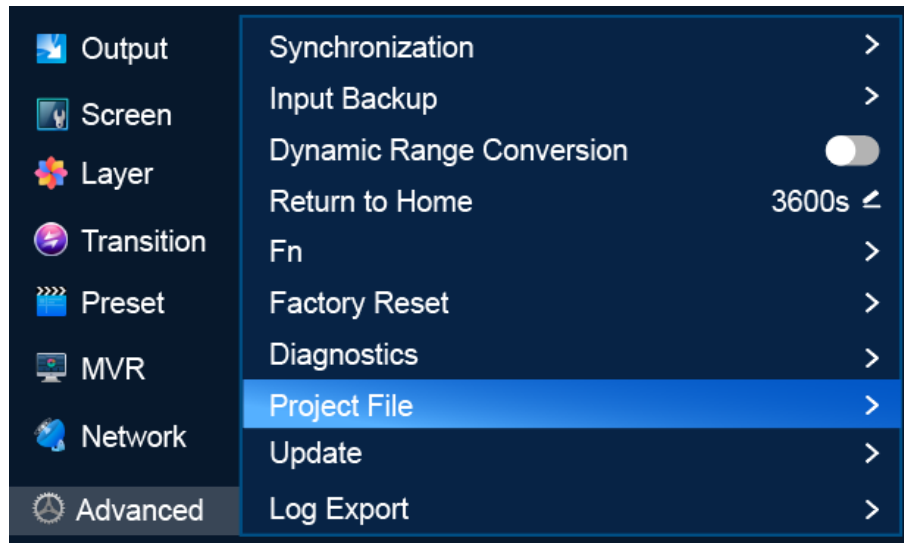 Output
Screen
Layer
Transition
Preset
MVR
Network
Advanced
Synchronization >
Input Backup >
Dynamic Range Conversion
Return to Home 3600s
Fn >
Factory Reset >
Diagnostics >
Project File >
Update >
Log Export >